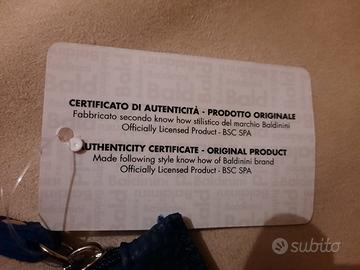 CERTIFICATO DI AUTENTICITÀ - PRODOTTO ORIGINALE
Fabbricato secondo know how stilistico del marchio Baldinini
Officially Licensed Product - BSC SPA
AUTHENTICITY CERTIFICATE - ORIGINAL PRODUCT
Made following style know how of Baldinini brand
Officially Licensed Product - BSC SPA
subito